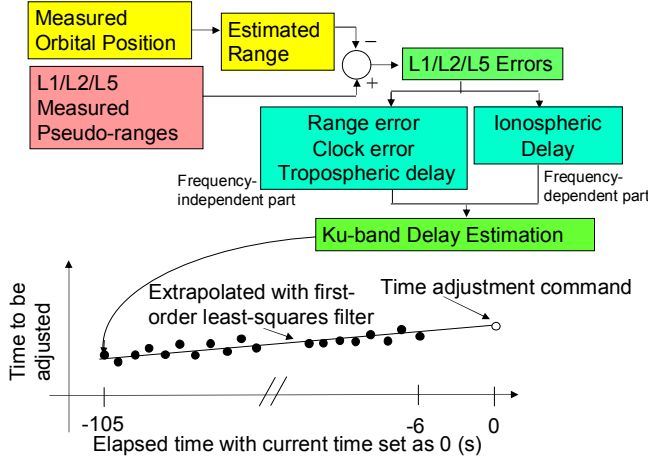 Measured
Orbital Position
Estimated
Range
−
+
L1/L2/L5 Errors
L1/L2/L5
Measured
Pseudo-ranges
Range error
Clock error
Tropospheric delay
Ionospheric
Delay
Frequency-
independent part
Frequency-
dependent part
Ku-band Delay Estimation
Time to be
adjusted
Extrapolated with first-
order least-squares filter
Time adjustment command
-105
-6
0
Elapsed time with current time set as 0 (s)